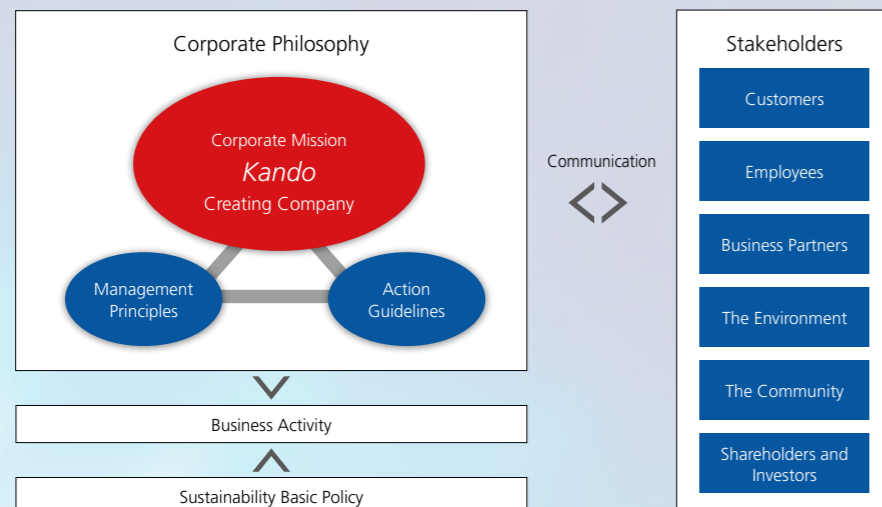 Corporate Philosophy
Corporate Mission
Kando
Creating Company
Management
Principles
Action
Guidelines
Business Activity
Sustainability Basic Policy
Communication
Stakeholders
Customers
Employees
Business Partners
The Environment
The Community
Shareholders and
Investors